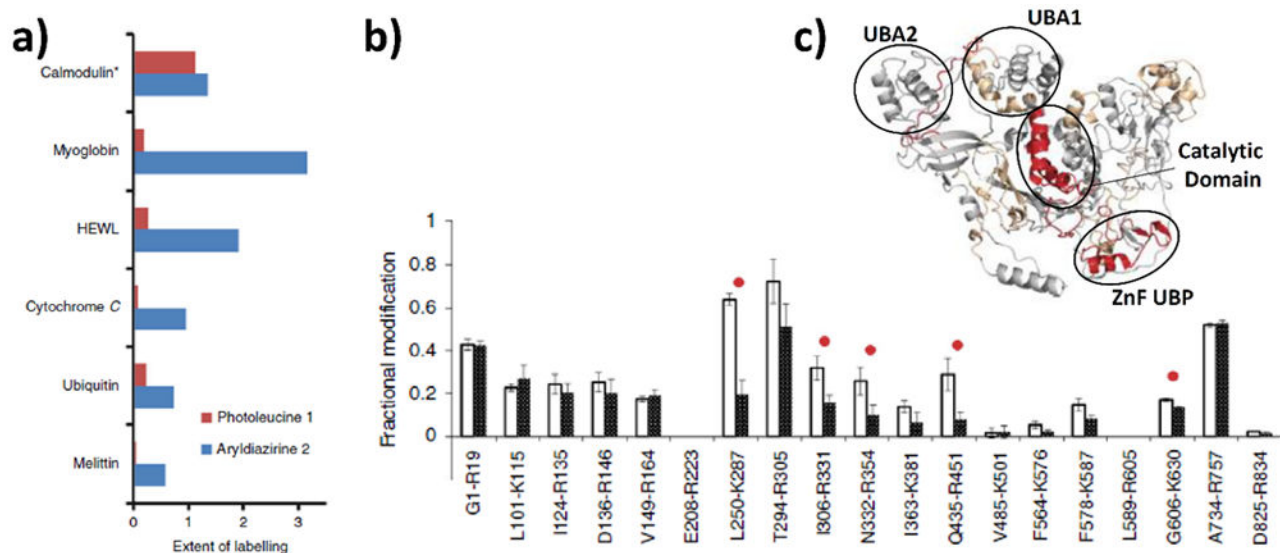 a)
Calmodulin*
Myoglobin
HEWL
Cytochrome C
Ubiquitin
Melittin
Photoleucine 1
Aryldiazirine 2
0
1
2
3
Extent of labelling
b)
Fractional modification
1
0.8
0.6
0.4
0.2
0
G1-R19
L101-K115
I124-R135
D136-R146
V149-R164
E208-R223
L250-K287
T294-R305
I306-R331
N332-R354
I363-K381
Q435-R451
V485-K501
F564-K576
F578-K587
L589-R605
G606-K630
A734-R757
D825-R834
c)
UBA2
UBA1
Catalytic
Domain
ZnF UBP